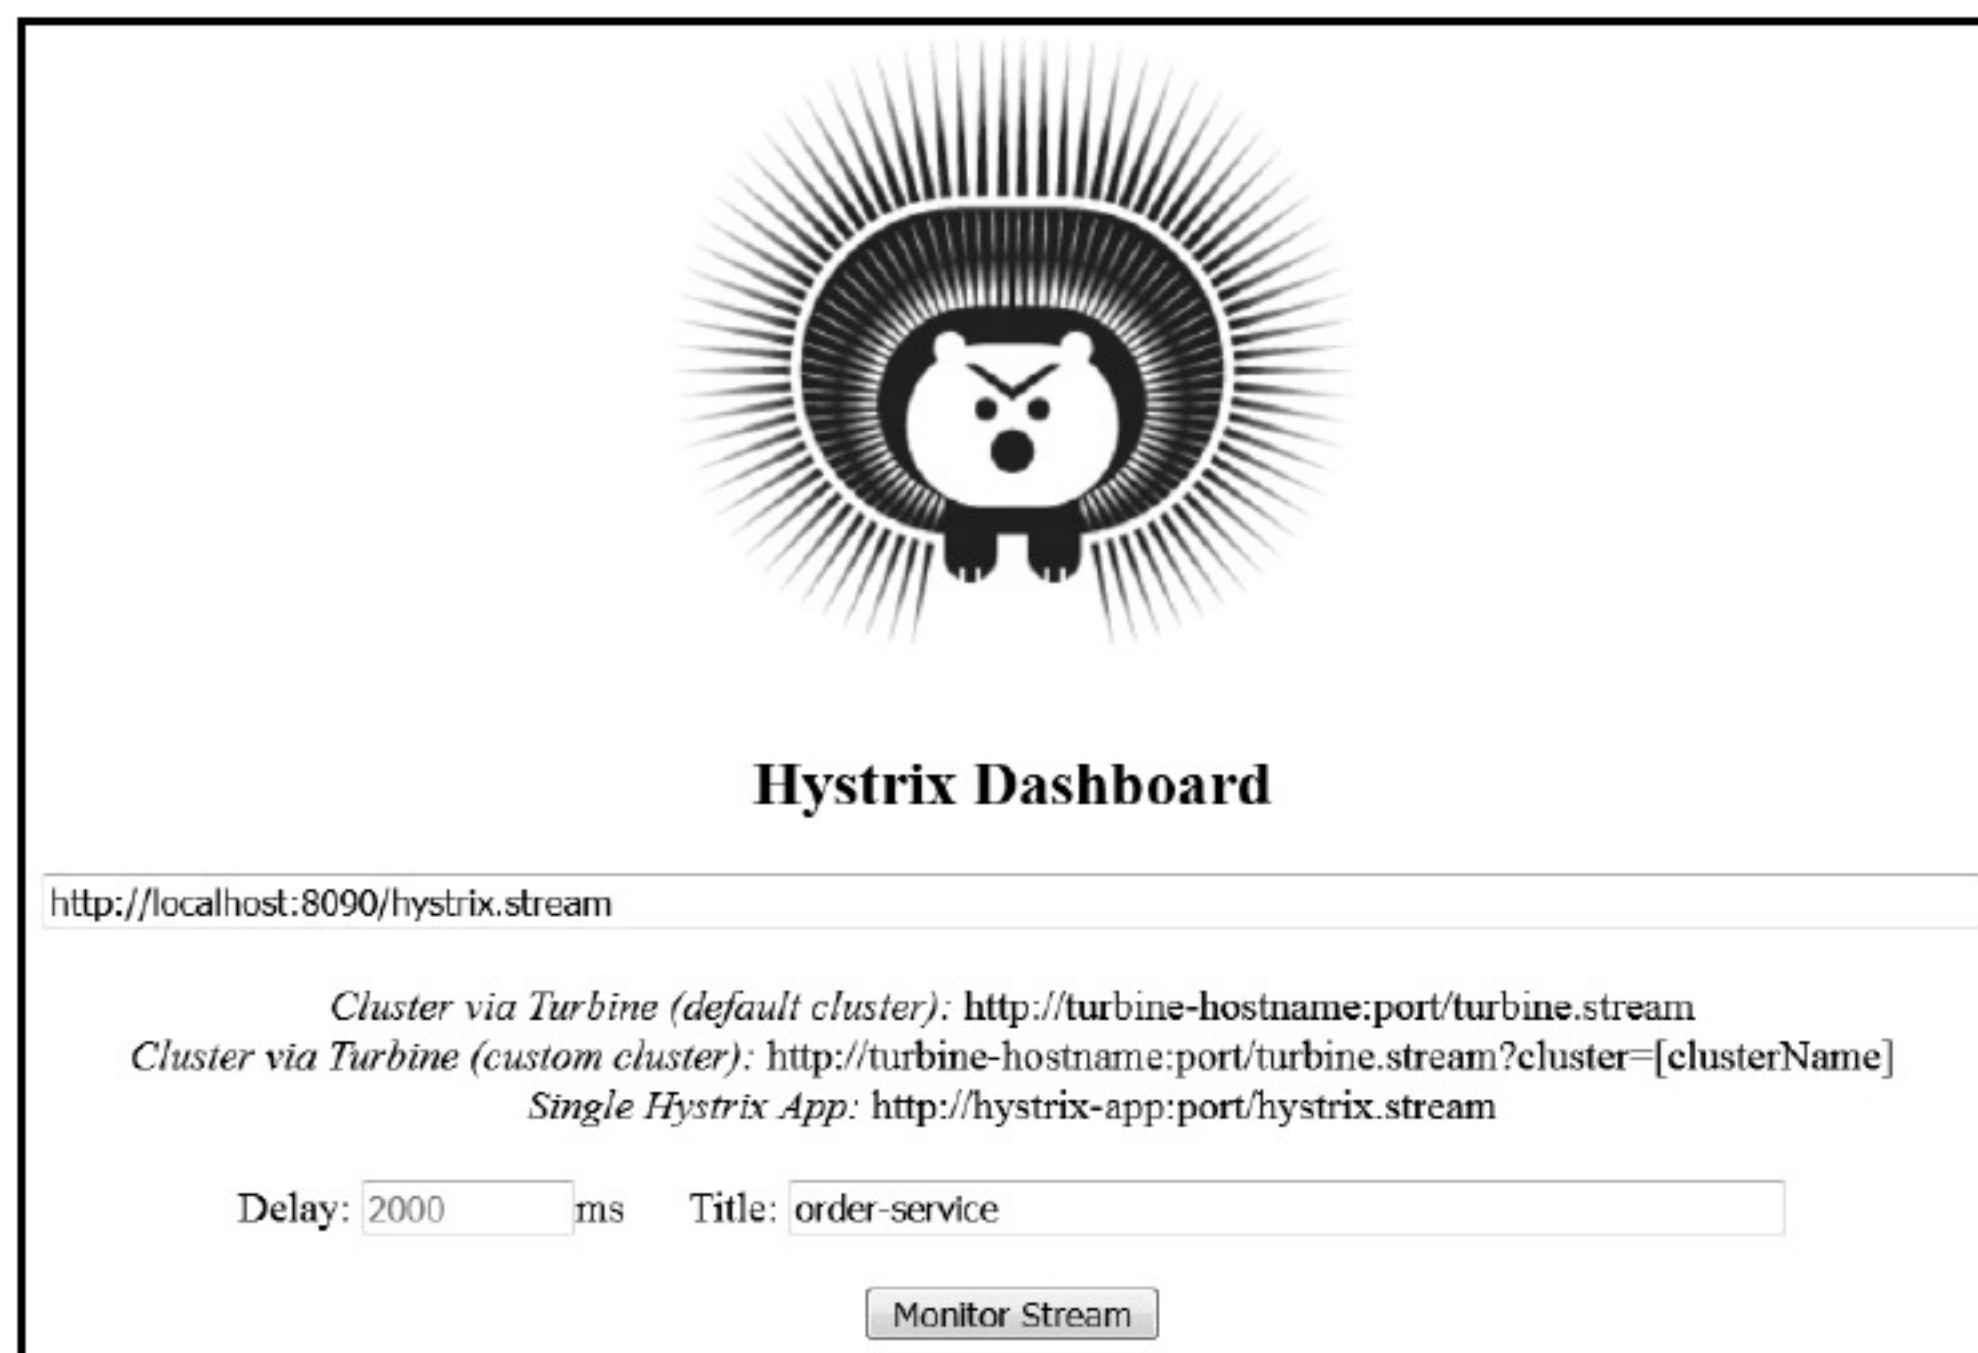 Hystrix Dashboard
http://localhost:8090/hystrix.stream
Cluster via Turbine (default cluster): http://turbine-hostname:port/turbine.stream
Cluster via Turbine (custom cluster): http://turbine-hostname:port/turbine.stream?cluster=[clusterName]
Single Hystrix App: http://hystrix-app:port/hystrix.stream
Delay: 2000 ms Title: order-service
Monitor Stream